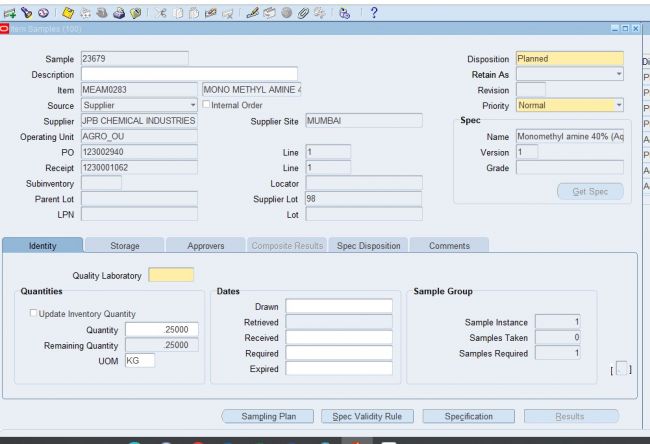 Item Samples (100)
Sample 23679 Disposition Planned
Description Retain As
Item MEAM0283 MONO METHYL AMINE 4 Revision
Source Supplier Internal Order Priority Normal
Supplier JPB CHEMICAL INDUSTRIES Supplier Site MUMBAI Spec
Operating Unit AGRO_OU Name Monomethyl amine 40% (Aq
PO 123002940 Line 1 Version 1
Receipt 1230001062 Line 1 Grade
Subinventory Locator Get Spec
Parent Lot Supplier Lot 98
LPN Lot
Identity Storage Approvers Composite Results Spec Disposition Comments
Quality Laboratory
Quantities Dates Sample Group
Update Inventory Quantity Drawn
Quantity .25000 Retrieved Sample Instance 1
Remaining Quantity .25000 Received Samples Taken 0
UOM KG Required Samples Required 1
Expired [ . ]
Sampling Plan Spec Validity Rule Specification Results